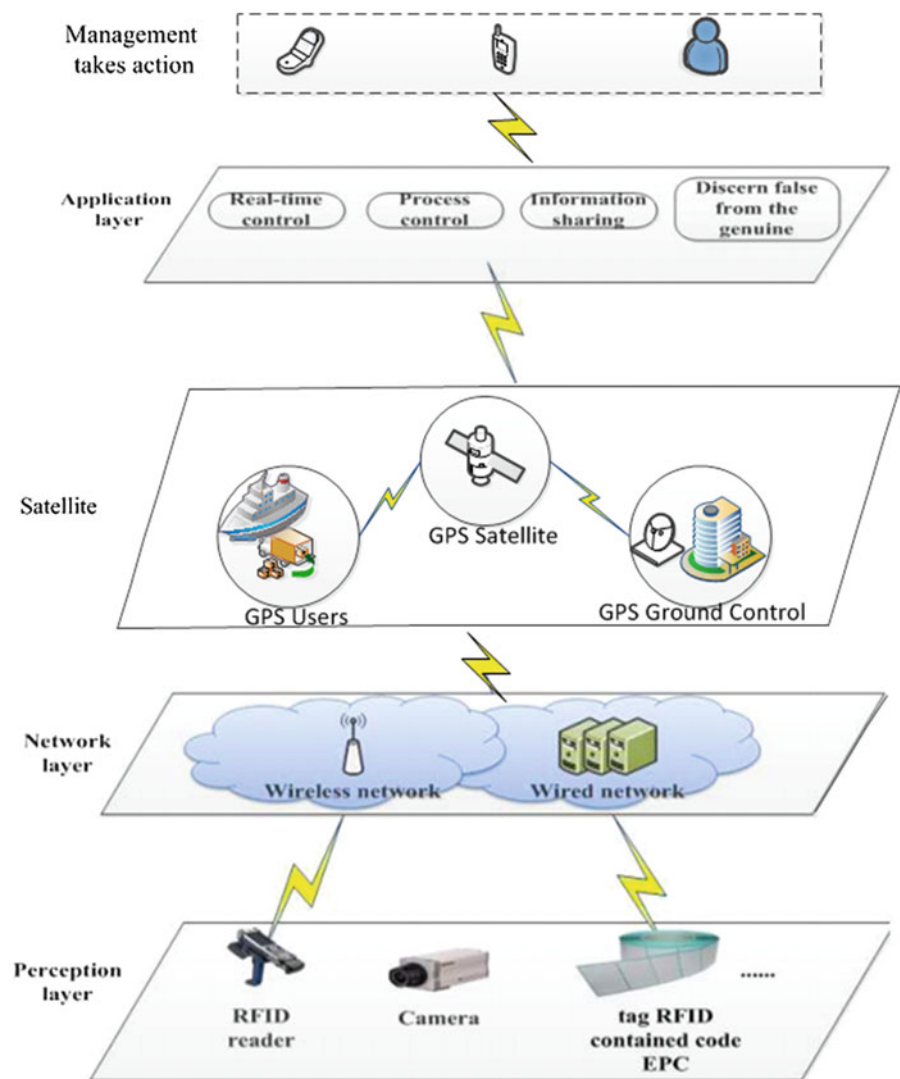 Management
takes action
Application
layer
Real-time
control
Process
control
Information
sharing
Discern false
from the
genuine
Satellite
GPS Satellite
GPS Users
GPS Ground Control
Network
layer
Wireless network
Wired network
Perception
layer
RFID
reader
Camera
tag RFID
contained code
EPC
......